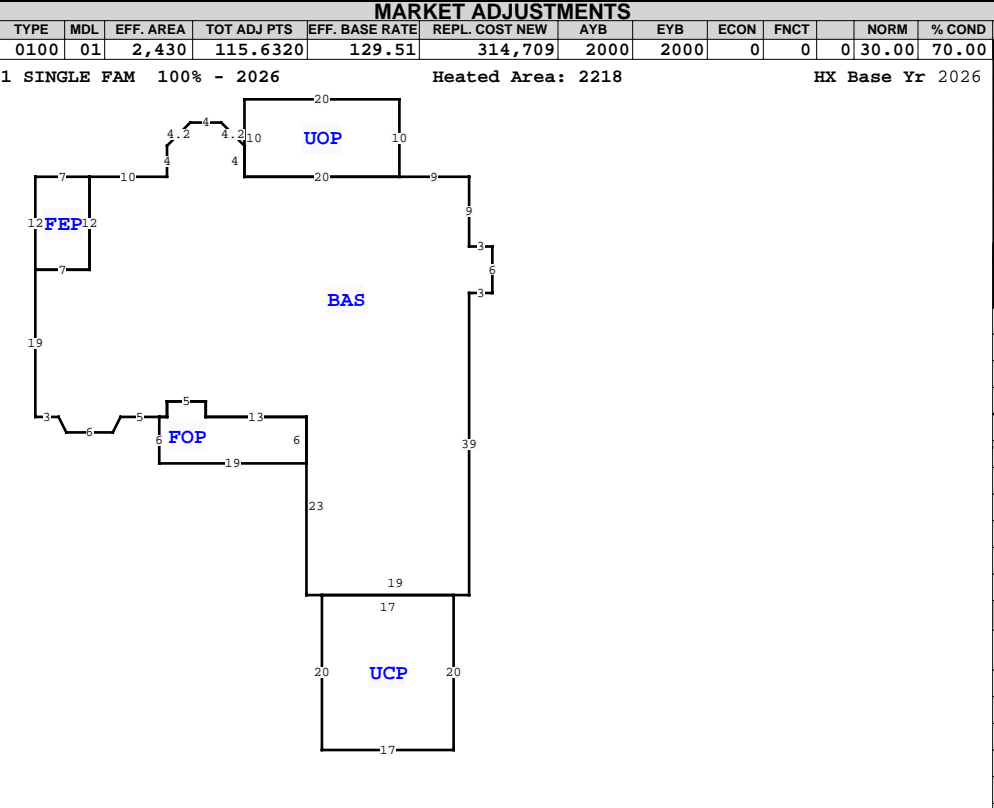 MARKET ADJUSTMENTS
TYPE MDL EFF. AREA TOT ADJ PTS EFF. BASE RATE REPL. COST NEW AYB EYB ECON FNCT NORM % COND
0100 01 2,430 115.6320 129.51 314,709 2000 2000 0 0 0 30.00 70.00
1 SINGLE FAM 100% - 2026 Heated Area: 2218 HX Base Yr 2026
20
4
4.2 4.2 10 UOP 10
4 4
7 10 20 9
9
12 FEP 12
3
7 6
3
BAS
19
5
3 5 13
6
6 FOP 6 39
19
23
19
17
20 UCP 20
17